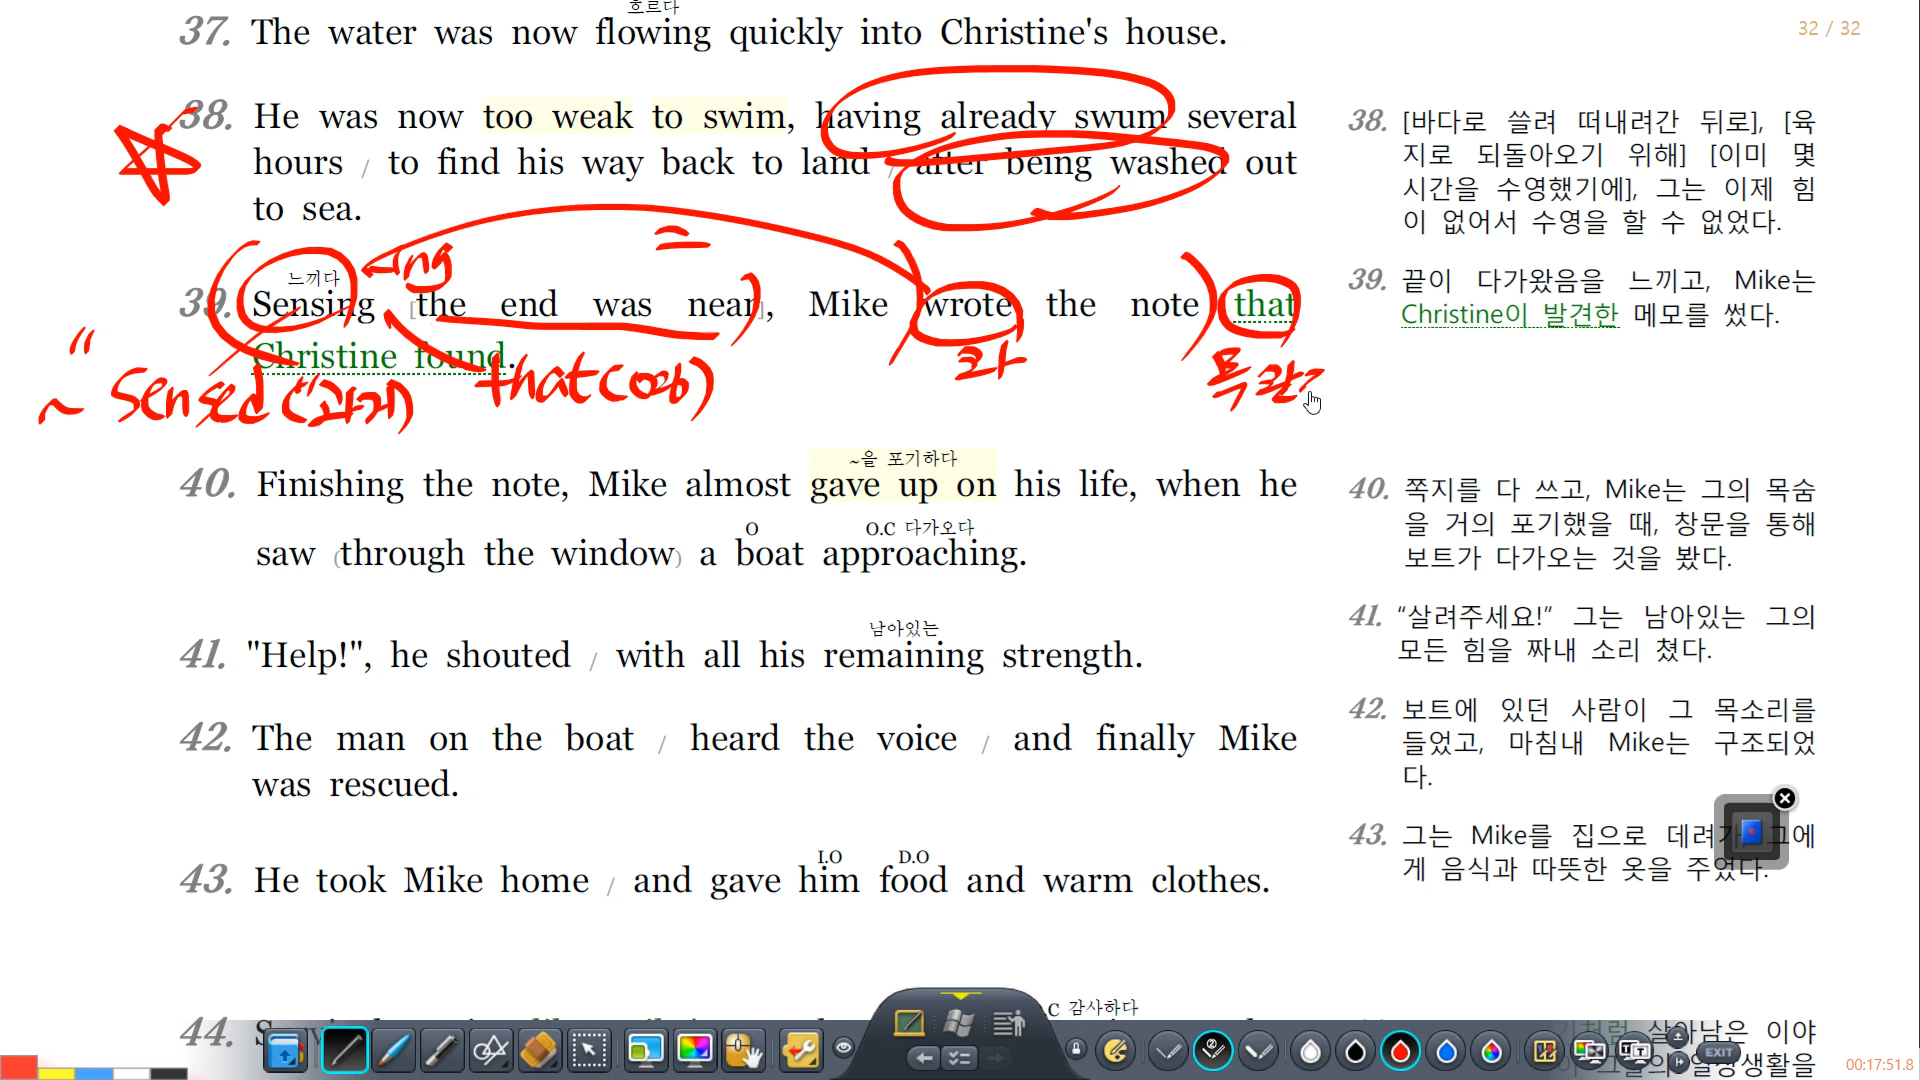 흐르다
37. The water was now flowing quickly into Christine's house.
32 / 32
38. He was now too weak to swim, having already swum several
hours / to find his way back to land / after being washed out
to sea.
38. [바다로 쓸려 떠내려간 뒤로], [육
지로 되돌아오기 위해] [이미 몇
시간을 수영했기에], 그는 이제 힘
이 없어서 수영을 할 수 없었다.
ing
느끼다
39. Sensing [the end was near], Mike wrote the note that
Christine found.
~ sensed (과거)
that(명)
과
목관?
39. 끝이 다가왔음을 느끼고, Mike는
Christine이 발견한 메모를 썼다.
~을 포기하다
40. Finishing the note, Mike almost gave up on his life, when he
O O.C 다가오다
saw (through the window) a boat approaching.
40. 쪽지를 다 쓰고, Mike는 그의 목숨
을 거의 포기했을 때, 창문을 통해
보트가 다가오는 것을 봤다.
남아있는
41. "Help!", he shouted / with all his remaining strength.
41. “살려주세요!” 그는 남아있는 그의
모든 힘을 짜내 소리 쳤다.
42. The man on the boat / heard the voice / and finally Mike
was rescued.
42. 보트에 있던 사람이 그 목소리를
들었고, 마침내 Mike는 구조되었
다.
I.O D.O
43. He took Mike home / and gave him food and warm clothes.
43. 그는 Mike를 집으로 데려가, 그에
게 음식과 따뜻한 옷을 주었다.
.C 감사하다
44.
살아남은 이야
일상생활을
EXIT
00:17:51.8